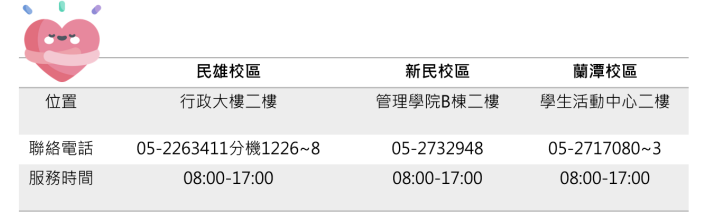 民雄校區 新民校區 蘭潭校區
位置 行政大樓二樓 管理學院B棟二樓 學生活動中心二樓
聯絡電話 05-2263411分機1226~8 05-2732948 05-2717080~3
服務時間 08:00-17:00 08:00-17:00 08:00-17:00